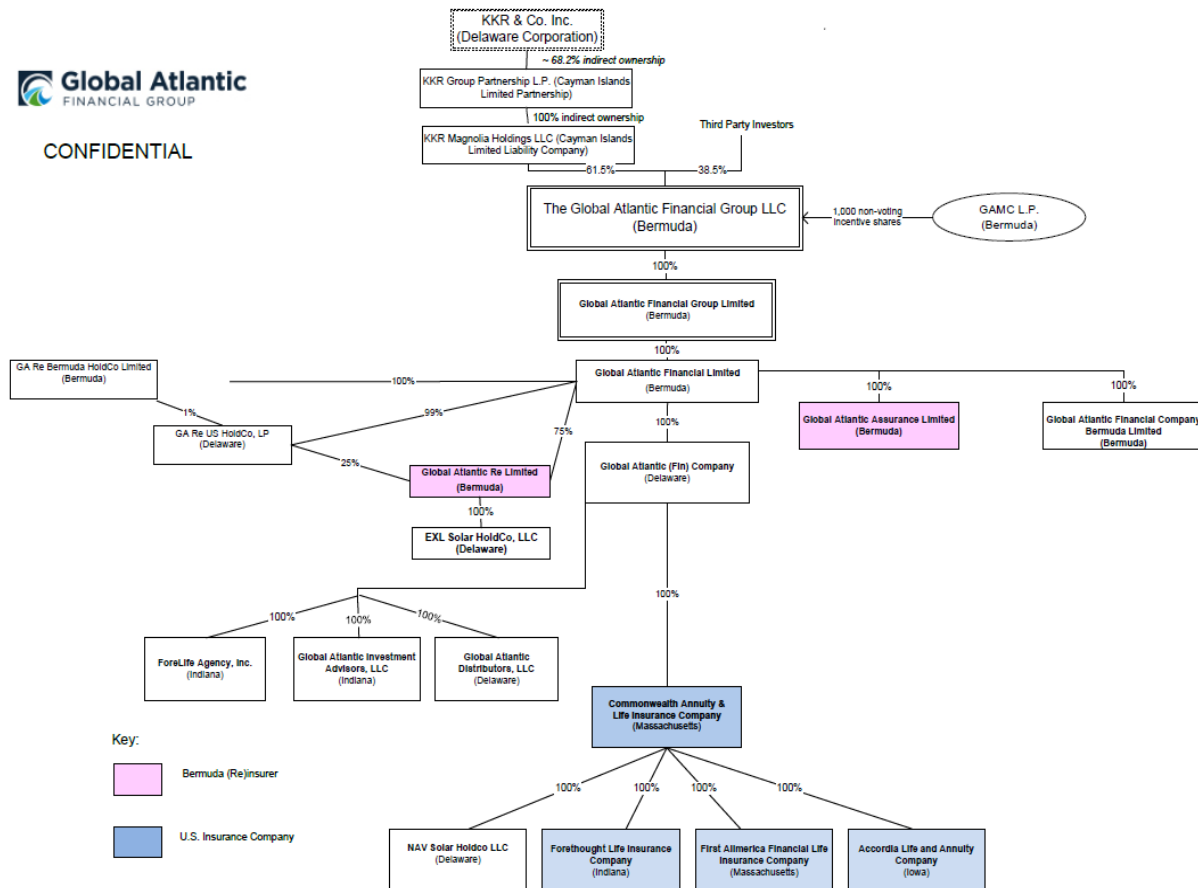 KKR & Co. Inc.
(Delaware Corporation)
~ 68.2% indirect ownership
Global Atlantic
FINANCIAL GROUP
KKR Group Partnership L.P. (Cayman Islands
Limited Partnership)
100% indirect ownership
CONFIDENTIAL
KKR Magnolia Holdings LLC (Cayman Islands
Limited Liability Company)
Third Party Investors
61.5%
38.5%
The Global Atlantic Financial Group LLC
(Bermuda)
1,000 non-voting
incentive shares
GAMC L.P.
(Bermuda)
100%
Global Atlantic Financial Group Limited
(Bermuda)
100%
GA Re Bermuda HoldCo Limited
(Bermuda)
100%
Global Atlantic Financial Limited
(Bermuda)
1%
99%
GA Re US HoldCo, LP
(Delaware)
25%
75%
Global Atlantic Re Limited
(Bermuda)
100%
EXL Solar HoldCo, LLC
(Delaware)
100%
Global Atlantic (Fin) Company
(Delaware)
100%
Global Atlantic Assurance Limited
(Bermuda)
100%
Global Atlantic Financial Company
Bermuda Limited
(Bermuda)
100%
100%
100%
100%
ForeLife Agency, Inc.
(Indiana)
Global Atlantic Investment
Advisors, LLC
(Indiana)
Global Atlantic
Distributors, LLC
(Delaware)
Commonwealth Annuity &
Life Insurance Company
(Massachusetts)
Key:
Bermuda (Re)insurer
U.S. Insurance Company
100%
100%
100%
100%
NAV Solar Holdco LLC
(Delaware)
Forethought Life Insurance
Company
(Indiana)
First Allmerica Financial Life
Insurance Company
(Massachusetts)
Accordia Life and Annuity
Company
(Iowa)